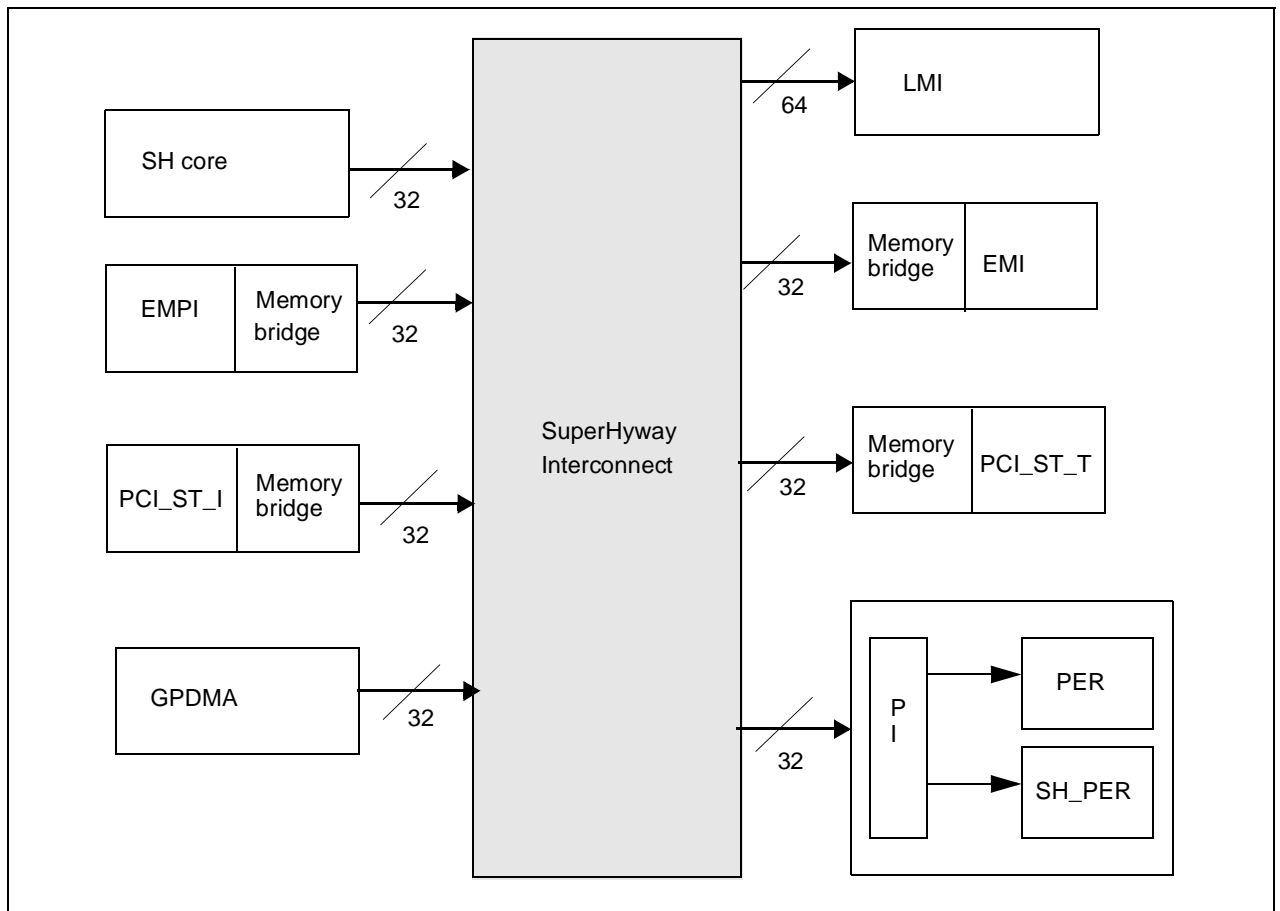 SH core
32
EMPI
Memory
bridge
32
PCI_ST_I
Memory
bridge
32
GPDMA
32
SuperHyway
Interconnect
64
LMI
32
Memory
bridge
EMI
32
Memory
bridge
PCI_ST_T
32
P
I
PER
SH_PER